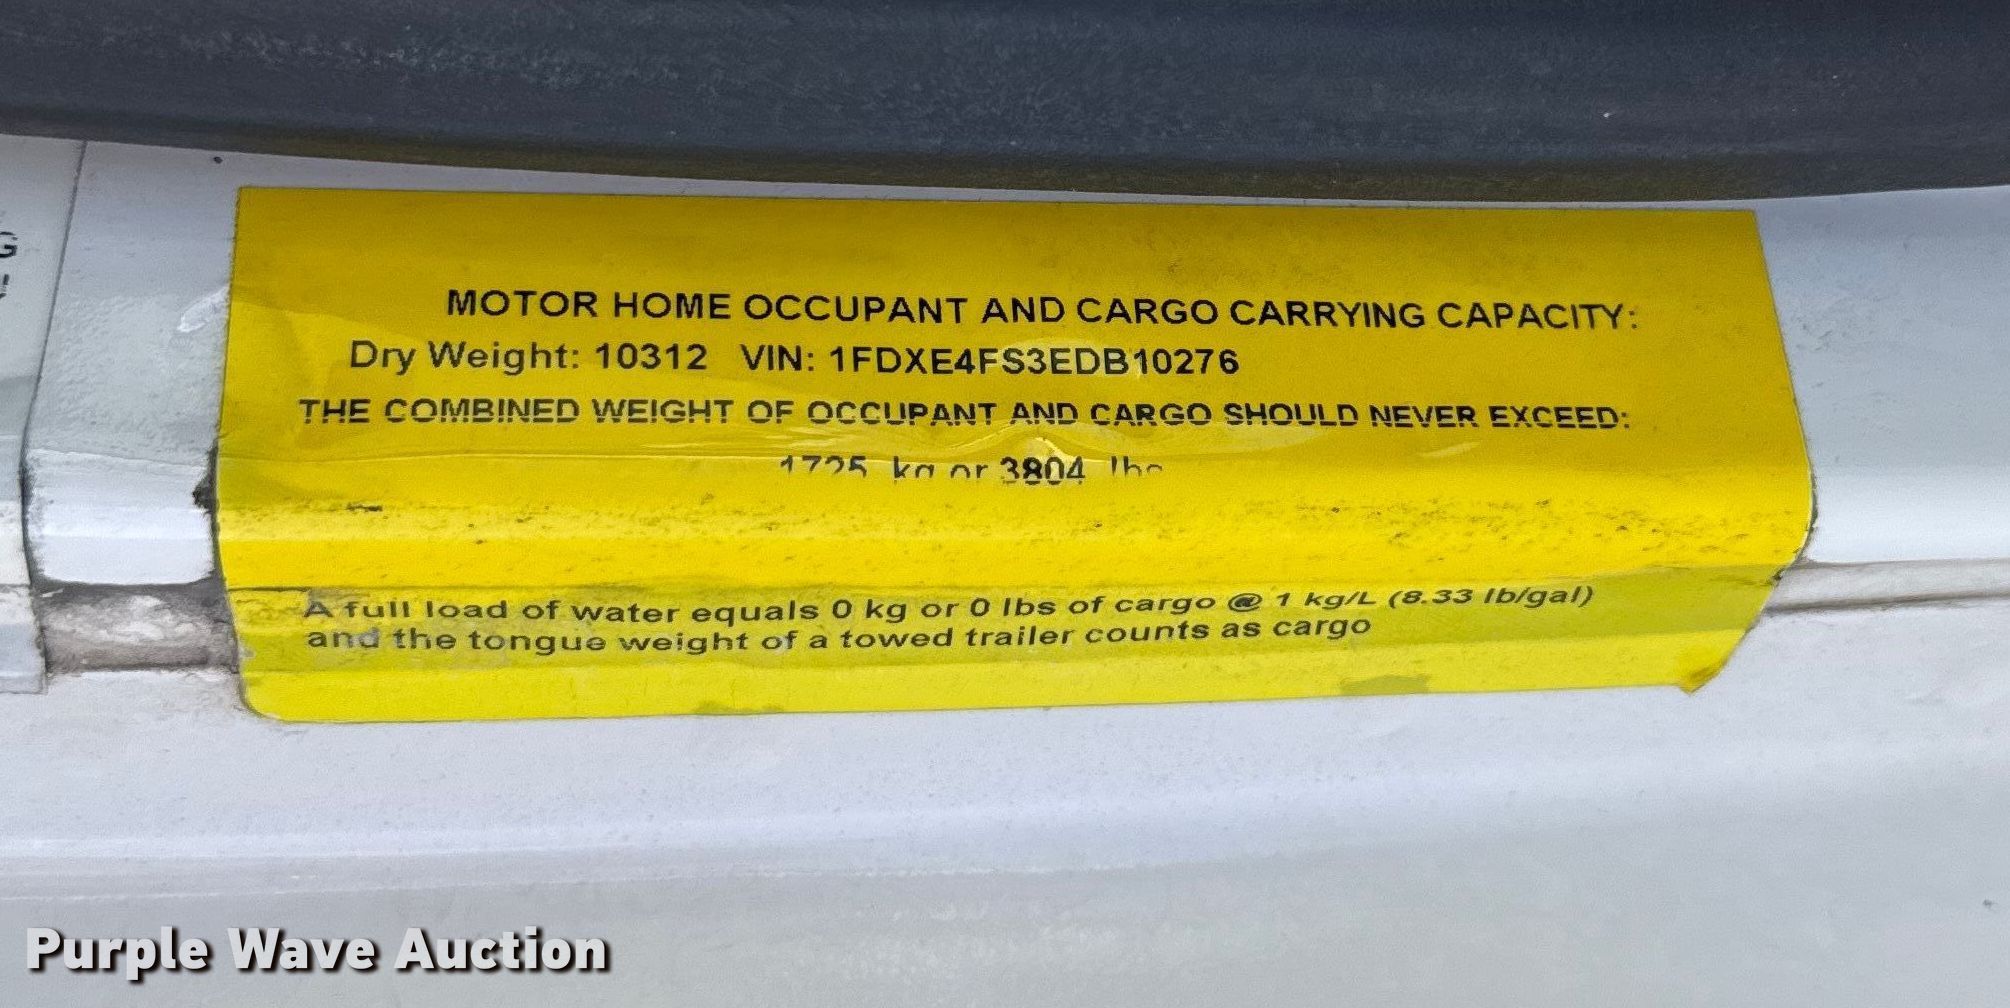 MOTOR HOME OCCUPANT AND CARGO CARRYING CAPACITY:
Dry Weight: 10312 VIN: 1FDXE4FS3EDB10276
THE COMBINED WEIGHT OF OCCUPANT AND CARGO SHOULD NEVER EXCEED:
1725 kg or 3804 lbs
A full load of water equals 0 kg or 0 lbs of cargo @ 1 kg/L (8.33 lb/gal)
and the tongue weight of a towed trailer counts as cargo
Purple Wave Auction